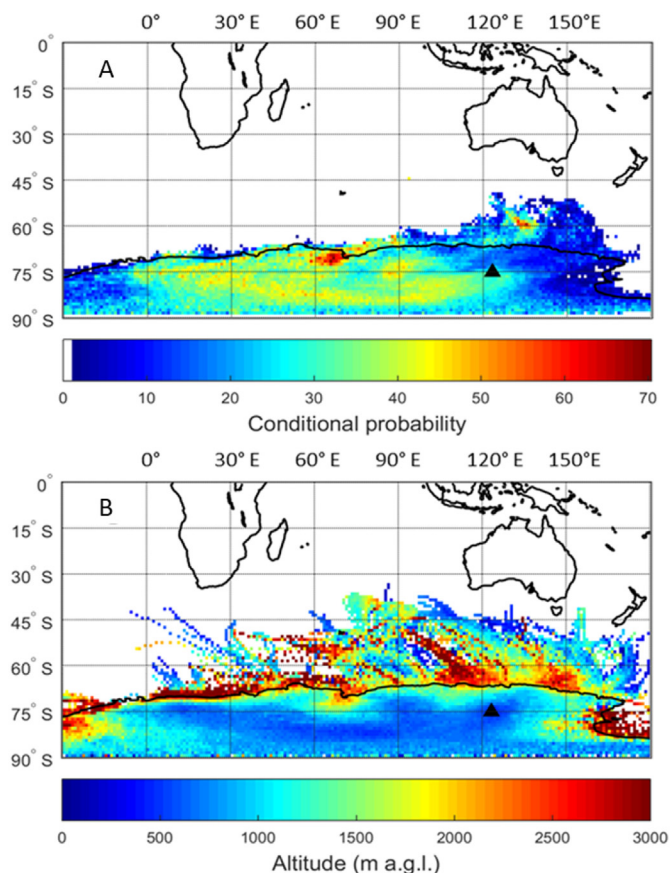 0° 30° E 60° E 90° E 120° E 150° E
0°
A
15° S
30° S
45° S
60° S
75° S
90° S
0 10 20 30 40 50 60 70
Conditional probability
0° 30° E 60° E 90° E 120° E 150° E
0°
B
15° S
30° S
45° S
60° S
75° S
90° S
0 500 1000 1500 2000 2500 3000
Altitude (m a.g.l.)